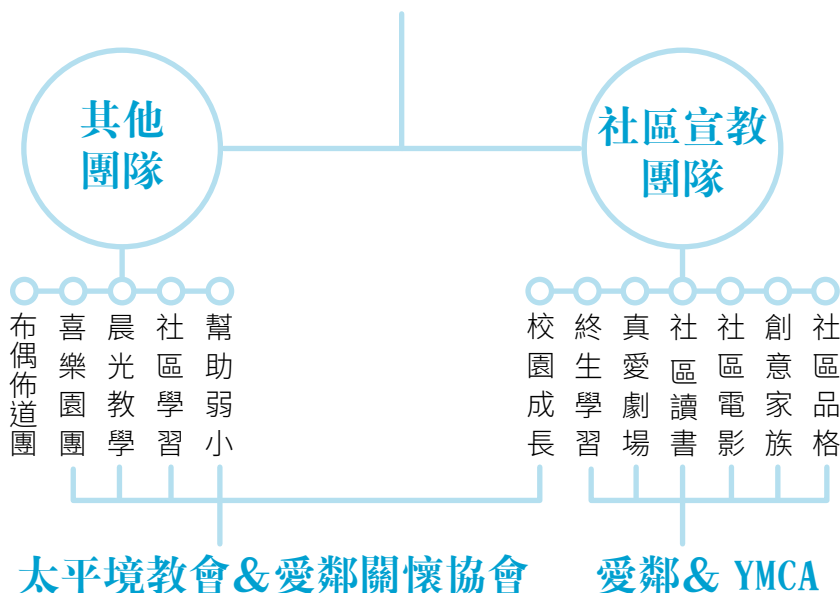 其他
團隊
社區宣教
團隊
布偶佈道團
喜樂園團
晨光教學
社區學習
幫助弱小
校園成長
終生學習
真愛劇場
社區讀書
社區電影
創意家族
社區品格
太平境教會&愛鄰關懷協會
愛鄰& YMCA